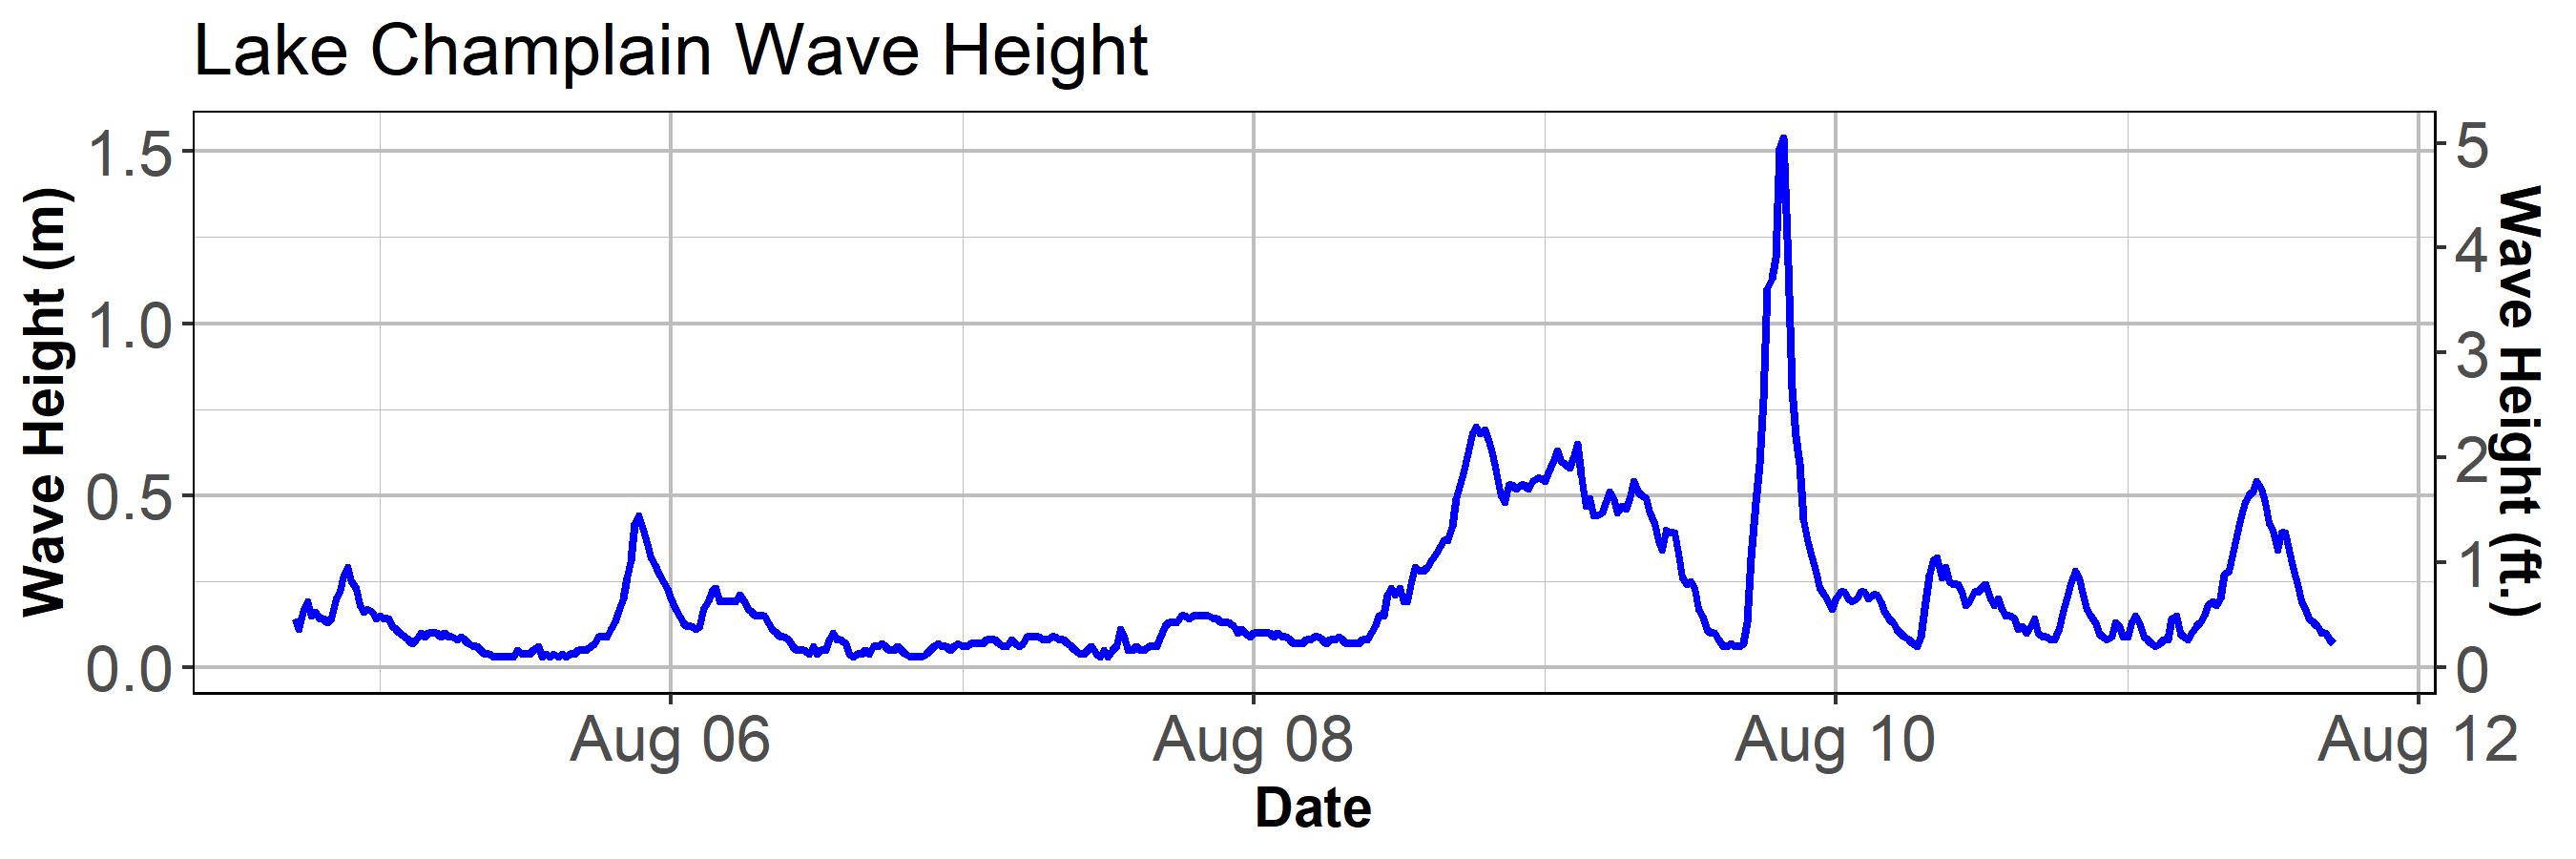 Lake Champlain Wave Height
Wave Height (m)
1.5
1.0
0.5
0.0
5
4
3
2
1
0
Wave Height (ft.)
Aug 06
Aug 08
Aug 10
Aug 12
Date